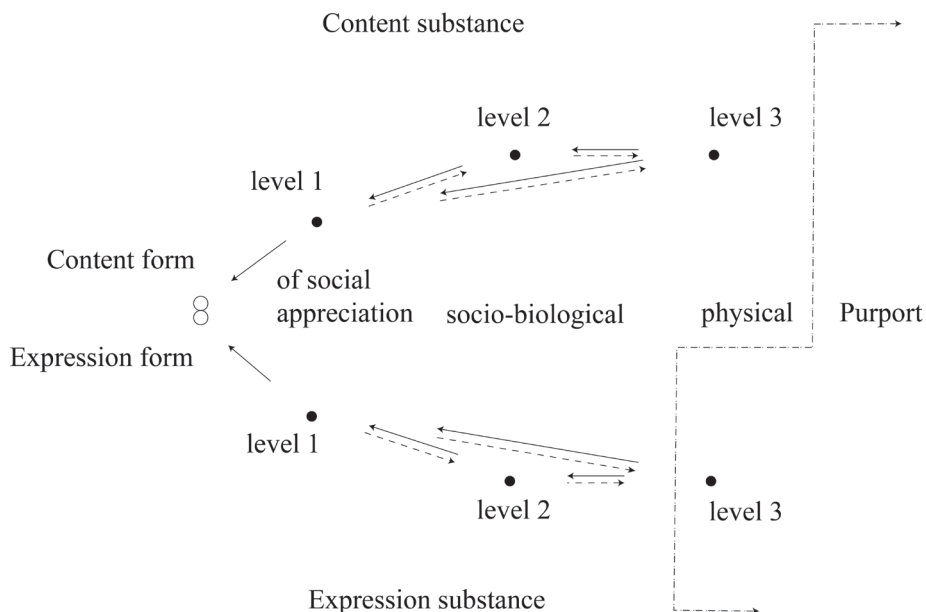 Content substance
level 2
level 3
level 1
Content form
of social
appreciation
socio-biological
physical
Purport
Expression form
level 1
level 2
level 3
Expression substance